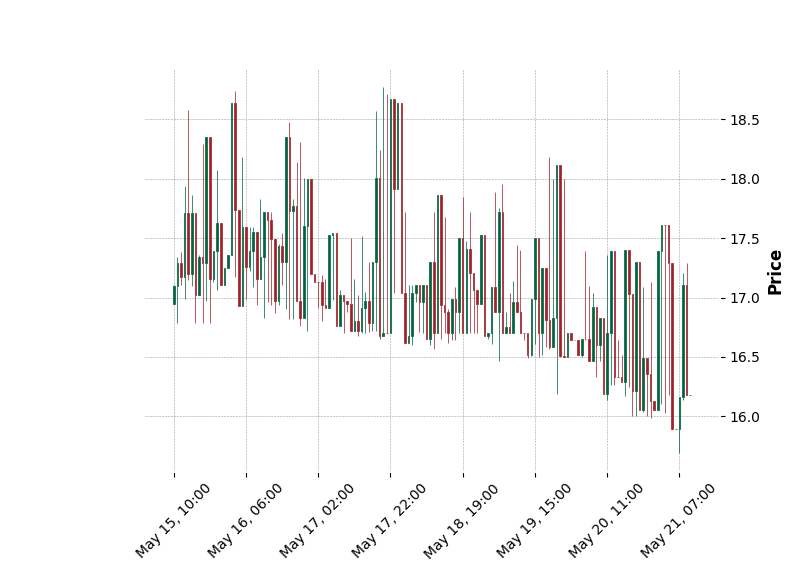 18.5
18.0
17.5
17.0
16.5
16.0
Price
May 15, 10:00
May 16, 06:00
May 17, 02:00
May 17, 22:00
May 18, 19:00
May 19, 15:00
May 20, 11:00
May 21, 07:00